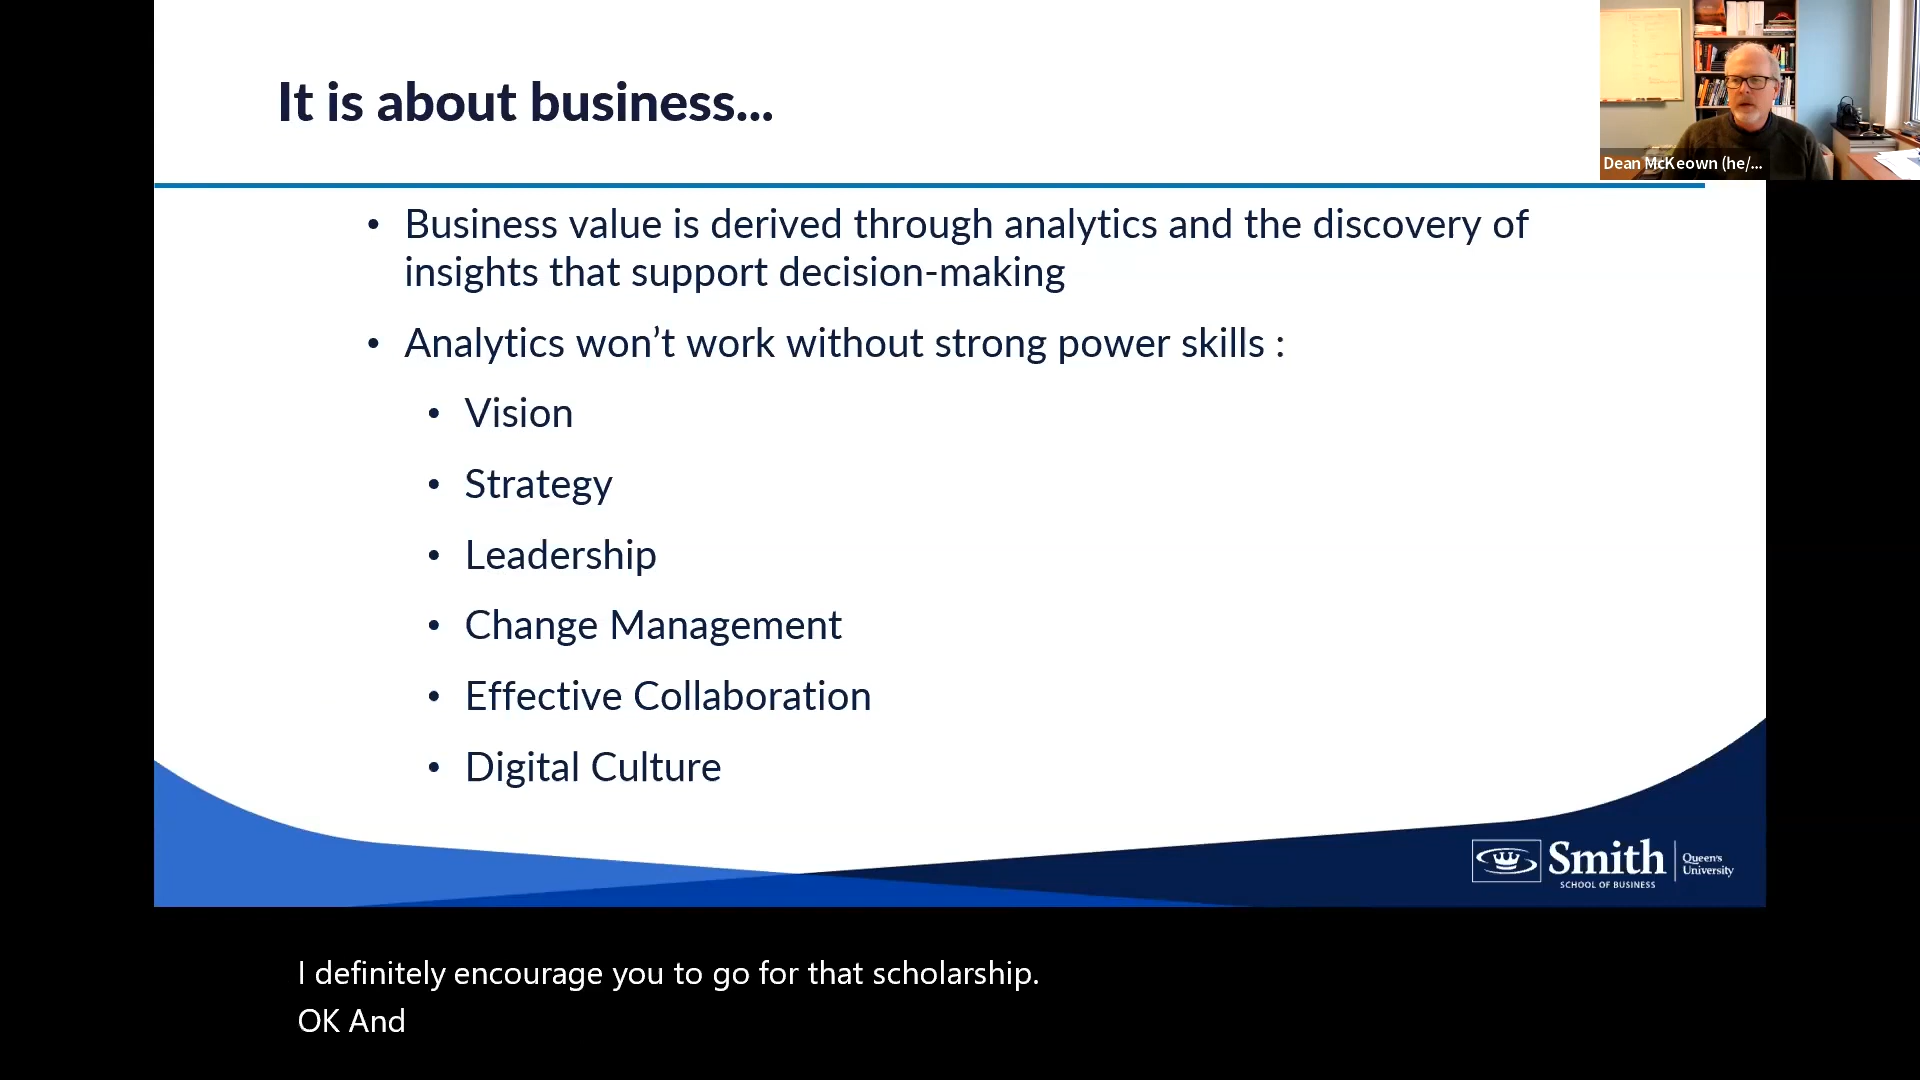 It is about business...
Dean McKeown (he/...
• Business value is derived through analytics and the discovery of
insights that support decision-making
• Analytics won’t work without strong power skills :
• Vision
• Strategy
• Leadership
• Change Management
• Effective Collaboration
• Digital Culture
Smith
SCHOOL OF BUSINESS
Queen's
University
I definitely encourage you to go for that scholarship.
OK And